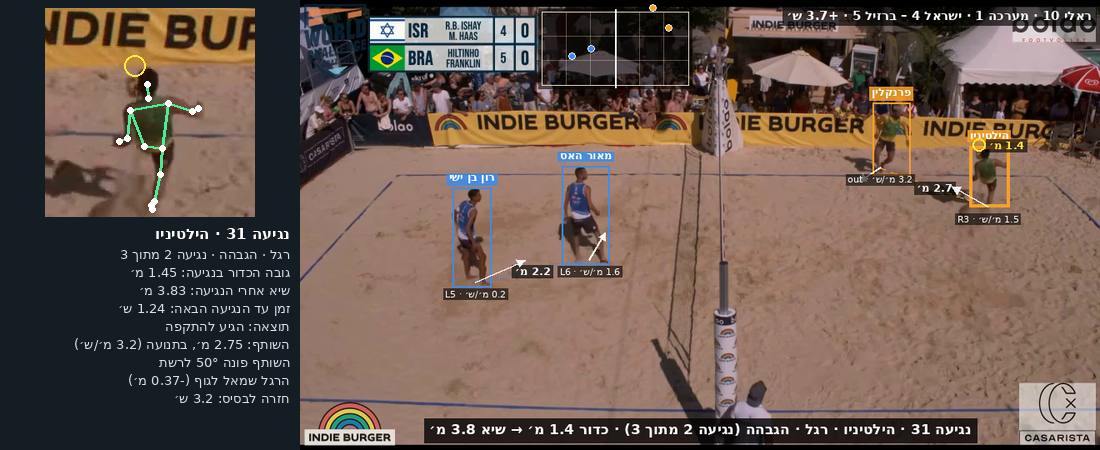 ראלי 10 · מערכה 1 · ישראל 4 – ברזיל 5 · +3.7 ש׳
ISR R.B. ISHAY M. HAAS 4 0
BRA HILTINHO FRANKLIN 5 0
INDIE BURGER
bolao
FOOTVOLLEY
פרנקלין
bolao
INDIE BURGER
INDIE BURGER
INDIE BURGER
הילטיניו
1.4 מ׳
מאור האס
רון בן ישי
out · 3.2 מ׳/ש׳
2.7 מ׳
R3 · 1.5 מ׳/ש׳
2.2 מ׳
L6 · 1.6 מ׳/ש׳
L5 · 0.2 מ׳/ש׳
נגיעה 31 · הילטיניו
רגל · הגבהה · נגיעה 2 מתוך 3
גובה הכדור בנגיעה: 1.45 מ׳
שיא אחרי הנגיעה: 3.83 מ׳
זמן עד הנגיעה הבאה: 1.24 ש׳
תוצאה: הגיע להתקפה
השותף: 2.75 מ׳, בתנועה (3.2 מ׳/ש׳)
השותף פונה 50° לרשת
הרגל שמאל לגוף (-0.37 מ׳)
חזרה לבסיס: 3.2 ש׳
INDIE BURGER
נגיעה 31 · הילטיניו · רגל · הגבהה (נגיעה 2 מתוך 3) · כדור 1.4 מ׳ → שיא 3.8 מ׳
CASARISTA